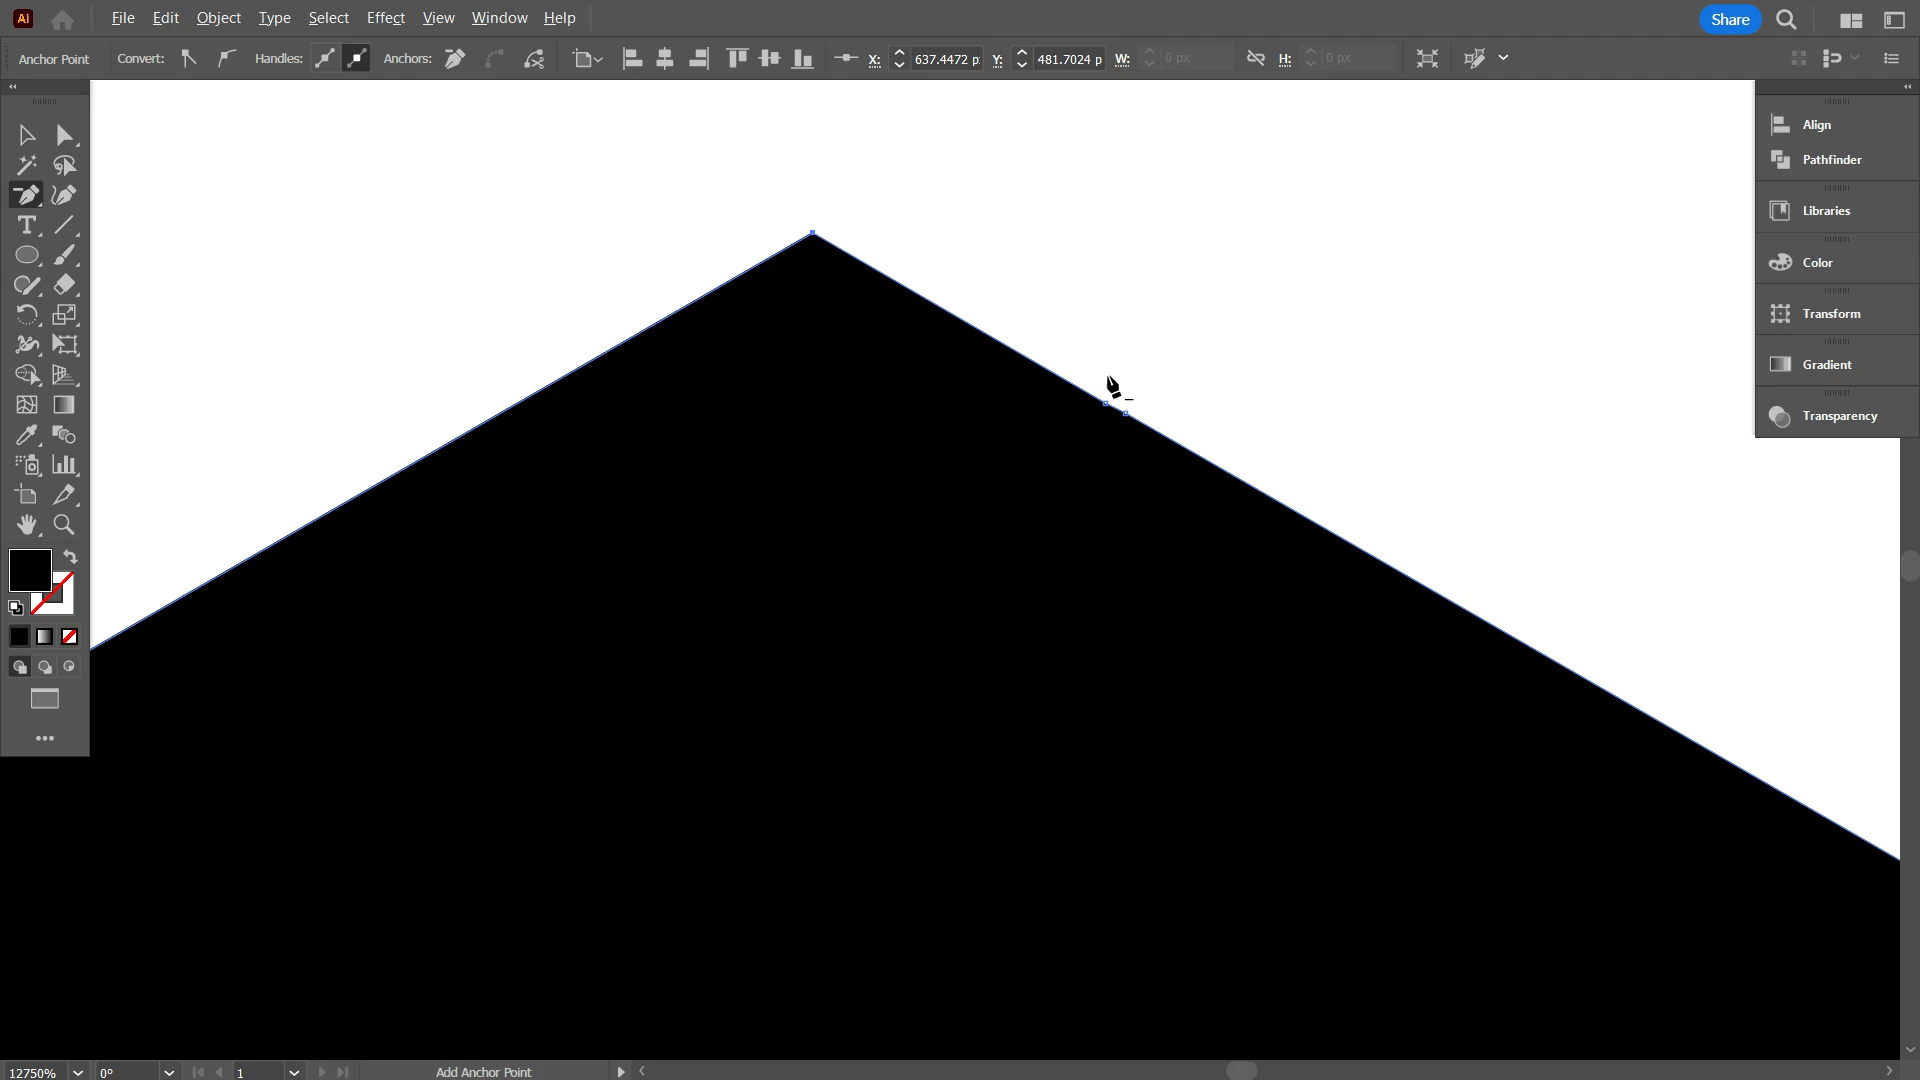 Ai File Edit Object Type Select Effect View Window Help Share
Anchor Point Convert: Handles: Anchors: X: 637.4472 p Y: 481.7024 p W: 0 px H: 0 px
Align
Pathfinder
Libraries
Color
Transform
Gradient
Transparency
12750% 0° 1 Add Anchor Point